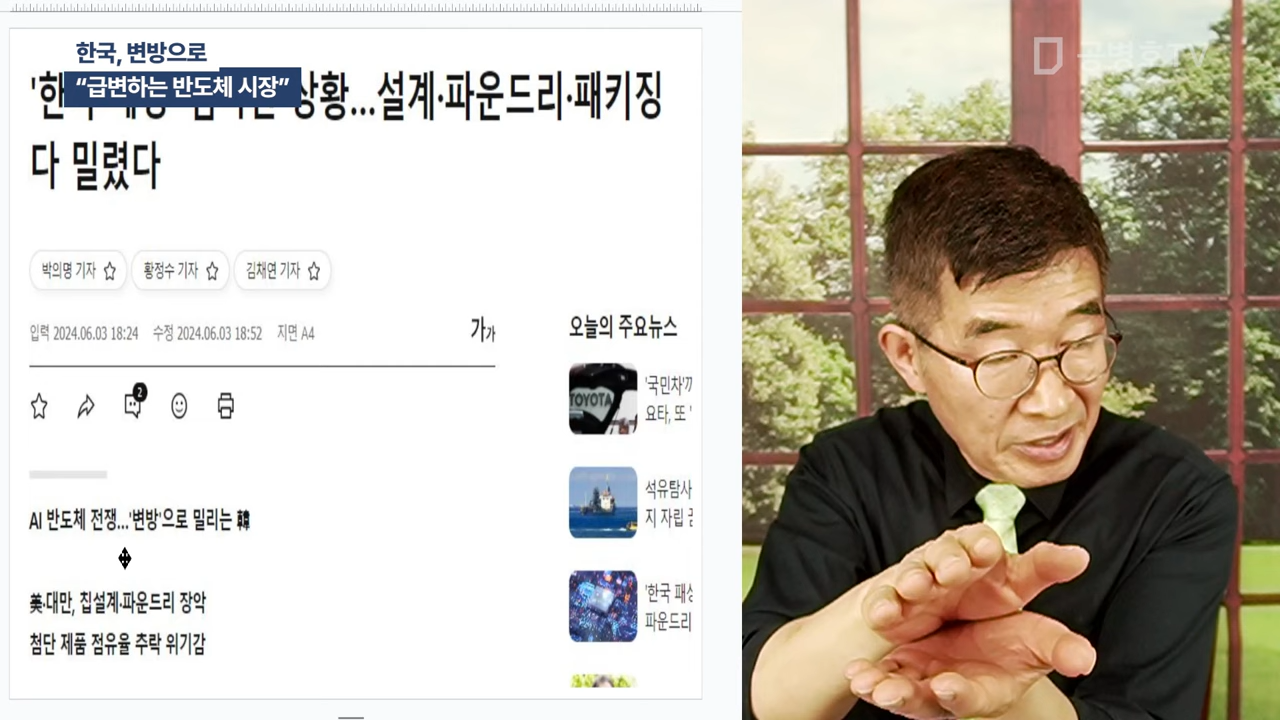 한국, 변방으로
“급변하는 반도체 시장”
상황...설계·파운드리·패키징
다 밀렸다
박의명 기자
황정수 기자
김채연 기자
입력 2024.06.03 18:24 수정 2024.06.03 18:52 지면 A4
가가
2
AI 반도체 전쟁...'변방'으로 밀리는 韓
美·대만, 칩설계·파운드리 장악
첨단 제품 점유율 추락 위기감
오늘의 주요뉴스
TOYOTA
'국민차'
요타, 또 '
석유탐사
지 자립
'한국 패싱
파운드리
공병호TV